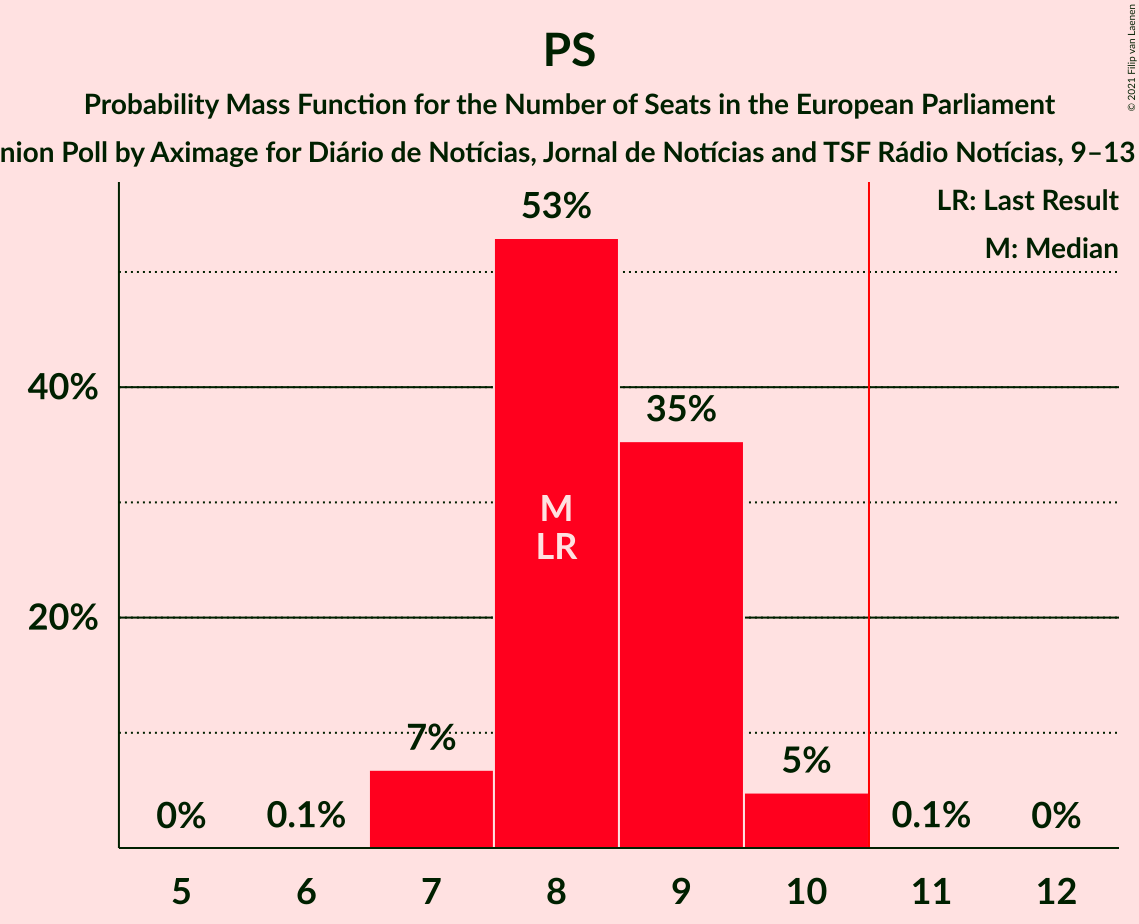 PS
Probability Mass Function for the Number of Seats in the European Parliament
nion Poll by Aximage for Diário de Notícias, Jornal de Notícias and TSF Rádio Notícias, 9–13
© 2021 Filip van Laenen
LR: Last Result
M: Median
53%
40%
35%
M
LR
20%
7%
5%
0%
0.1%
0.1%
0%
5 6 7 8 9 10 11 12